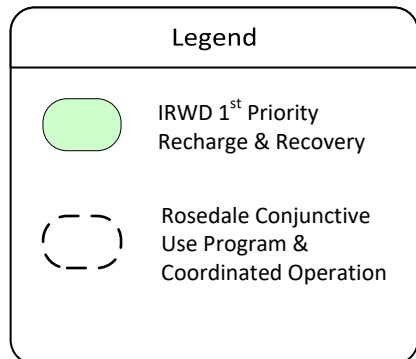 Legend
IRWD 1st Priority
Recharge & Recovery
Rosedale Conjunctive
Use Program &
Coordinated Operation